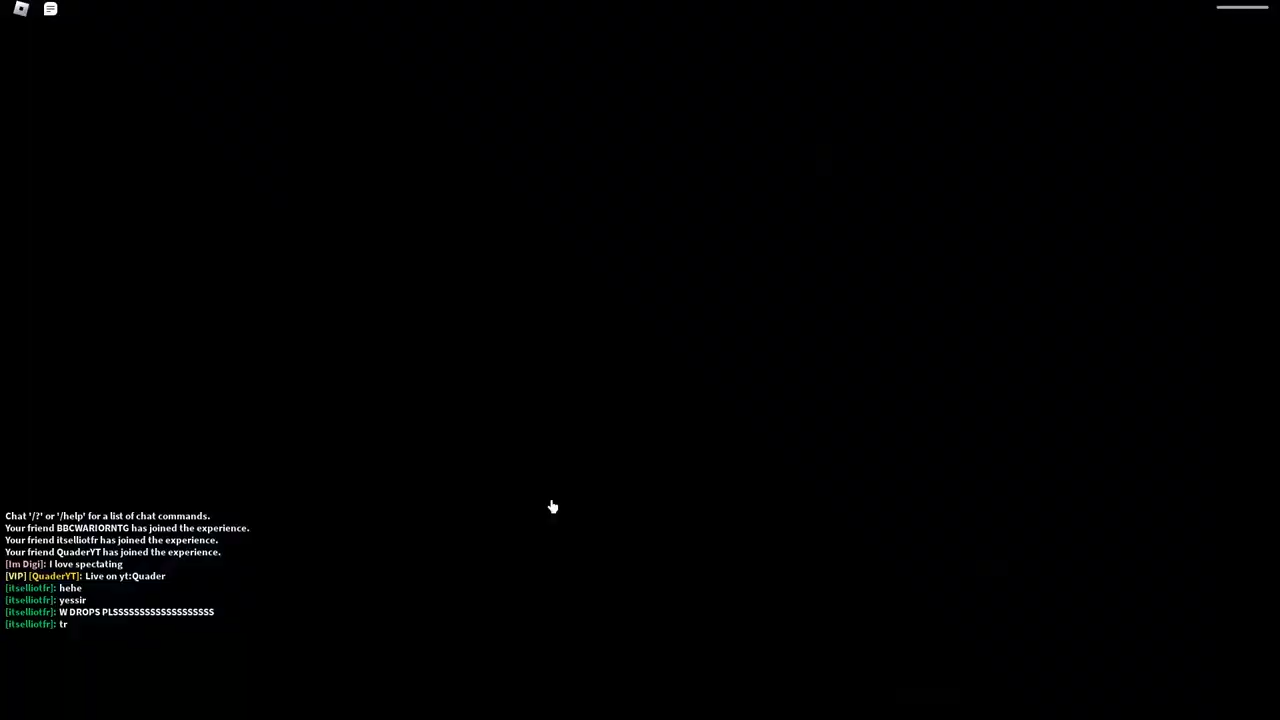 Chat '/?' or '/help' for a list of chat commands.
Your friend BBCWARIORNTG has joined the experience.
Your friend itselliotfr has joined the experience.
Your friend QuaderYT has joined the experience.
[Im Digi]: I love spectating
[VIP] [QuaderYT]: Live on yt:Quader
[itselliotfr]: hehe
[itselliotfr]: yessir
[itselliotfr]: W DROPS PLSSSSSSSSSSSSSSSSSSS
[itselliotfr]: tr